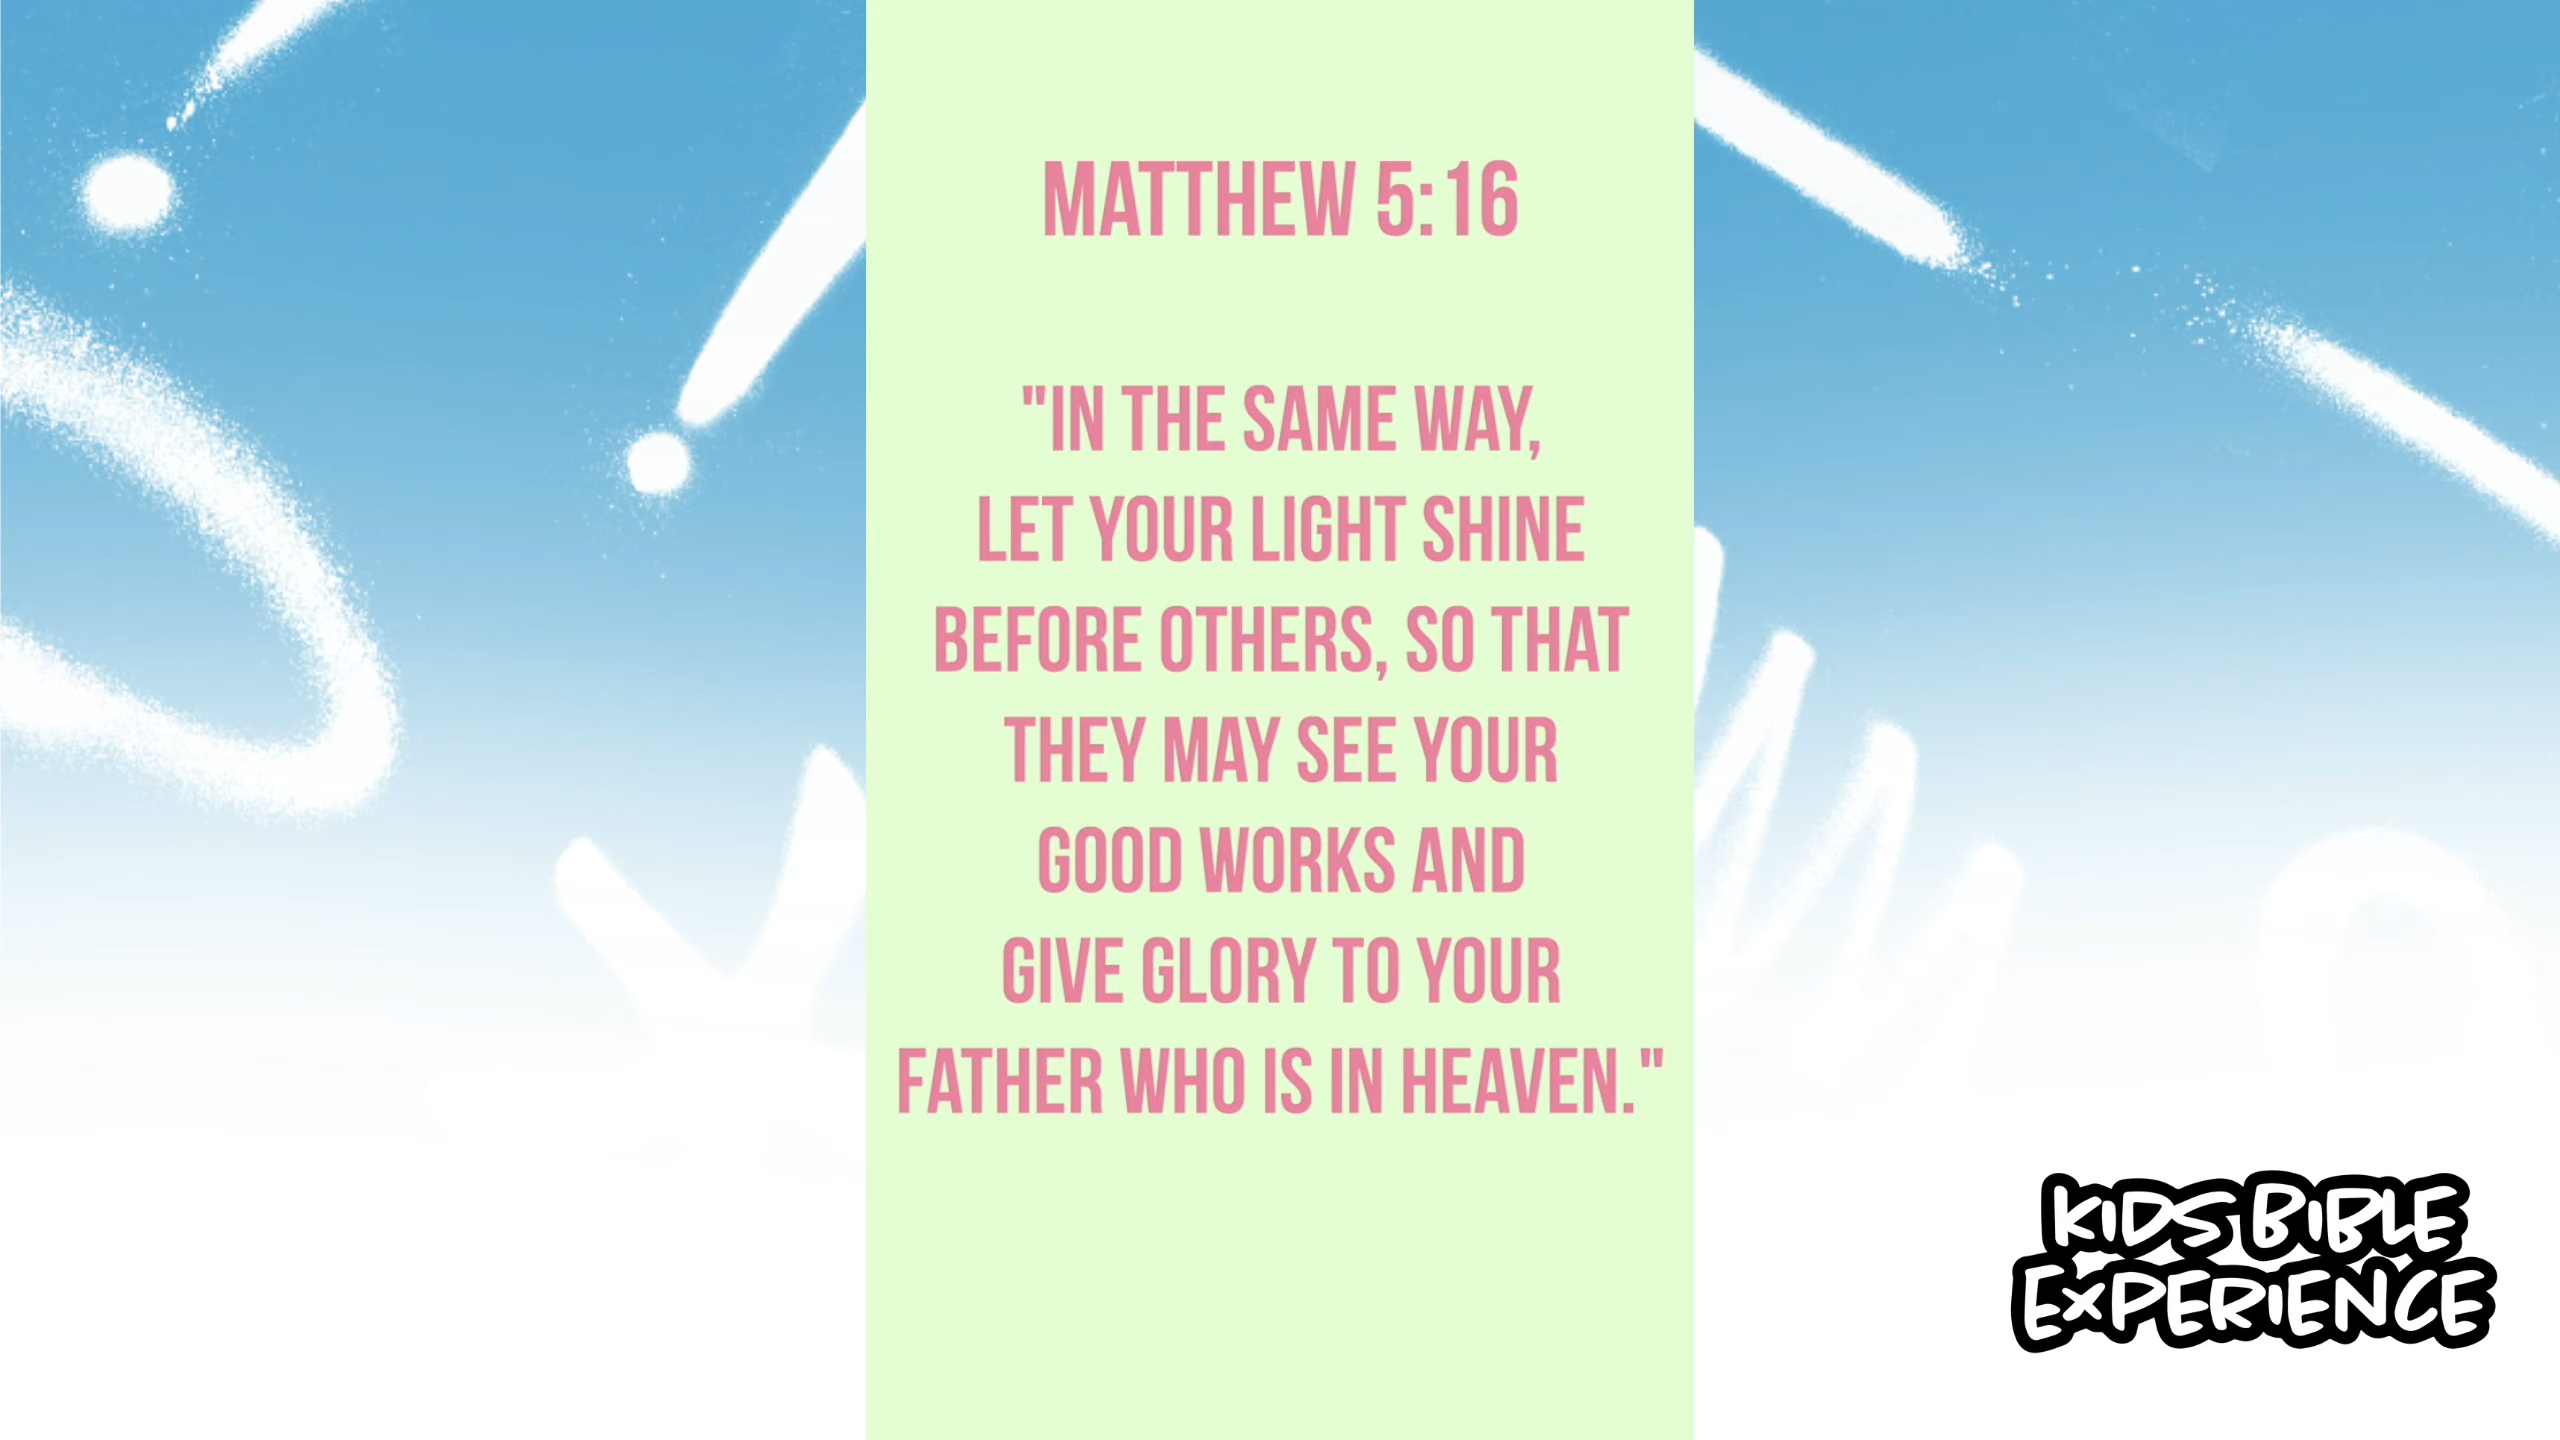 MATTHEW 5:16
"IN THE SAME WAY,
LET YOUR LIGHT SHINE
BEFORE OTHERS, SO THAT
THEY MAY SEE YOUR
GOOD WORKS AND
GIVE GLORY TO YOUR
FATHER WHO IS IN HEAVEN."
KIDS BIBLE
EXPERIENCE